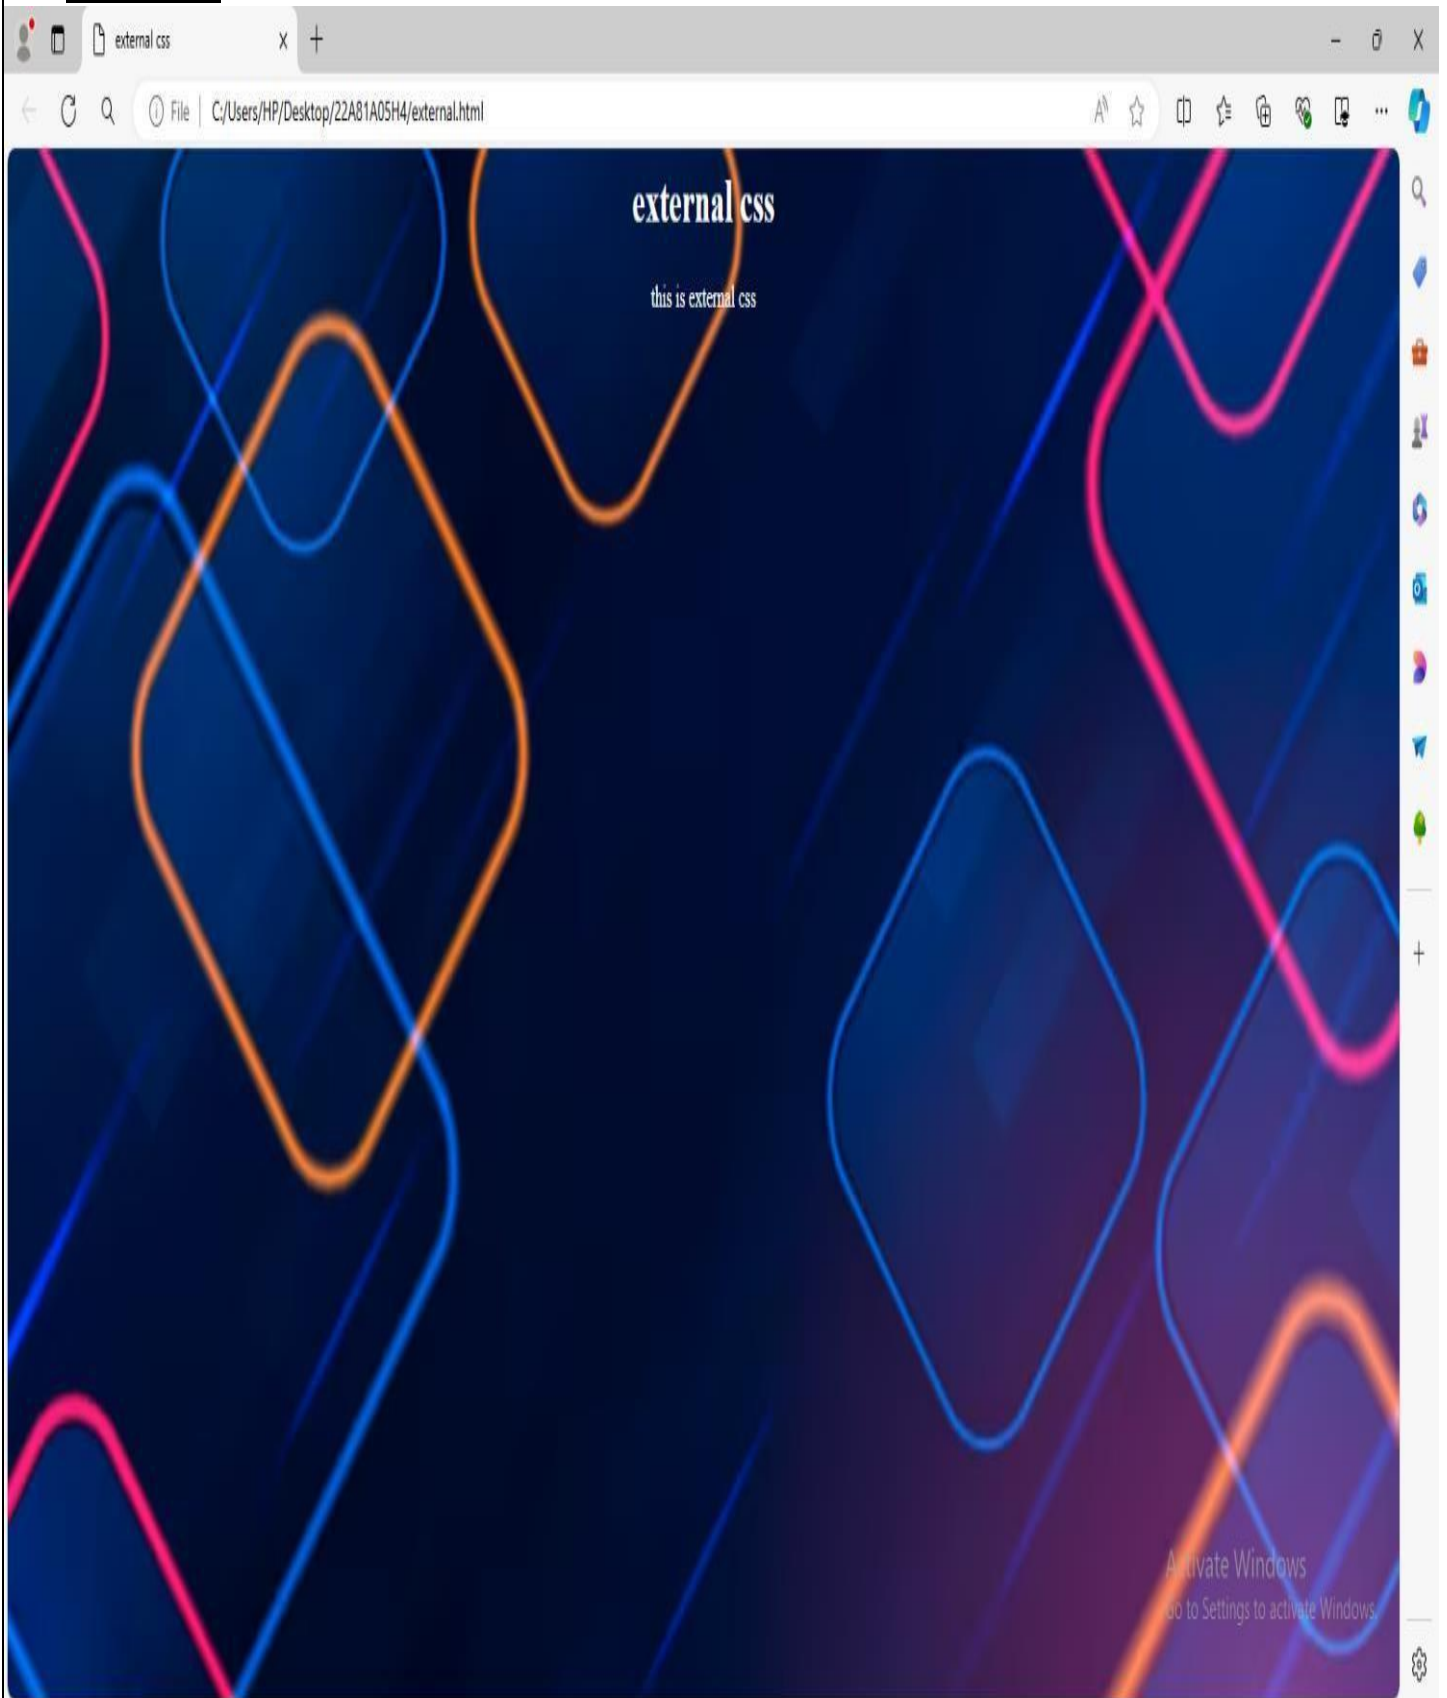 external css
File
C:/Users/HP/Desktop/22A81A05H4/external.html
external css
this is external css
Activate Windows
Go to Settings to activate Windows.